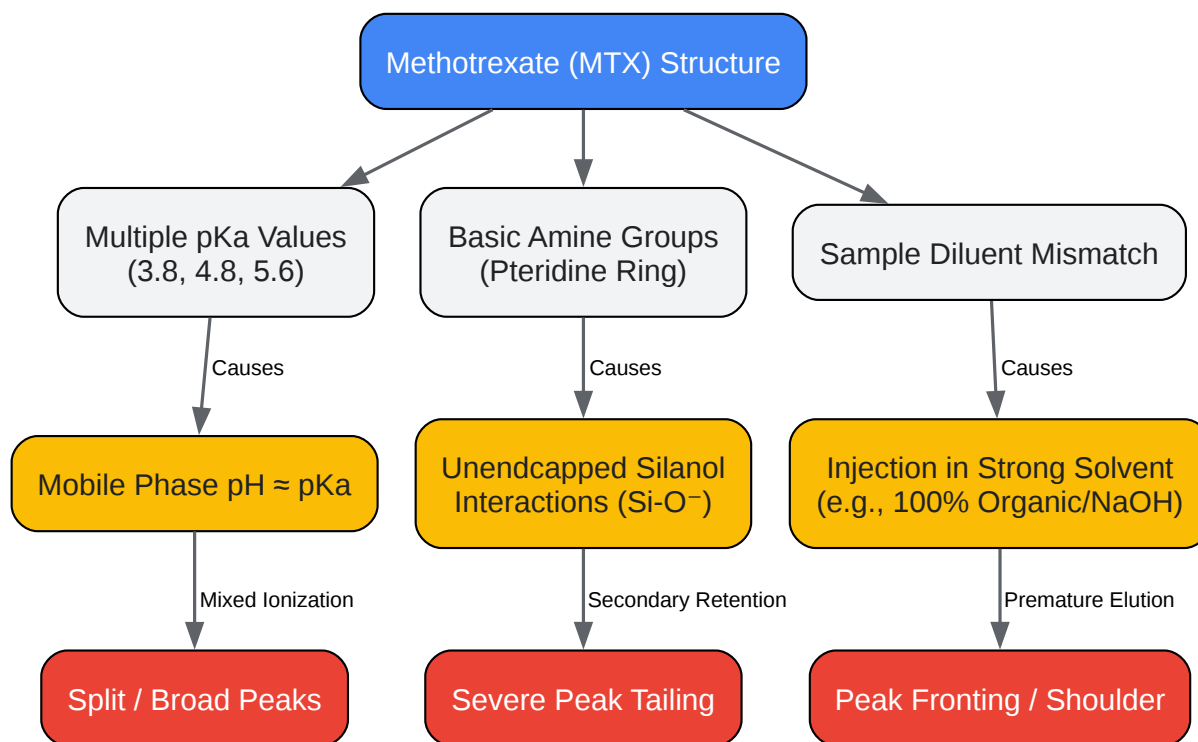 Methotrexate (MTX) Structure
Multiple pKa Values
(3.8, 4.8, 5.6)
Basic Amine Groups
(Pteridine Ring)
Sample Diluent Mismatch
Causes
Causes
Causes
Mobile Phase pH ≈ pKa
Unendcapped Silanol
Interactions (Si-O⁻)
Injection in Strong Solvent
(e.g., 100% Organic/NaOH)
Mixed Ionization
Secondary Retention
Premature Elution
Split / Broad Peaks
Severe Peak Tailing
Peak Fronting / Shoulder